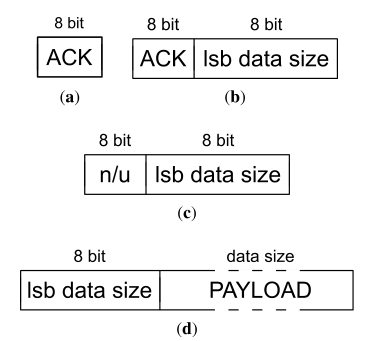 8 bit 8 bit 8 bit
ACK ACK lsb data size
(a) (b)
8 bit 8 bit
n/u lsb data size
(c)
8 bit data size
lsb data size PAYLOAD
(d)